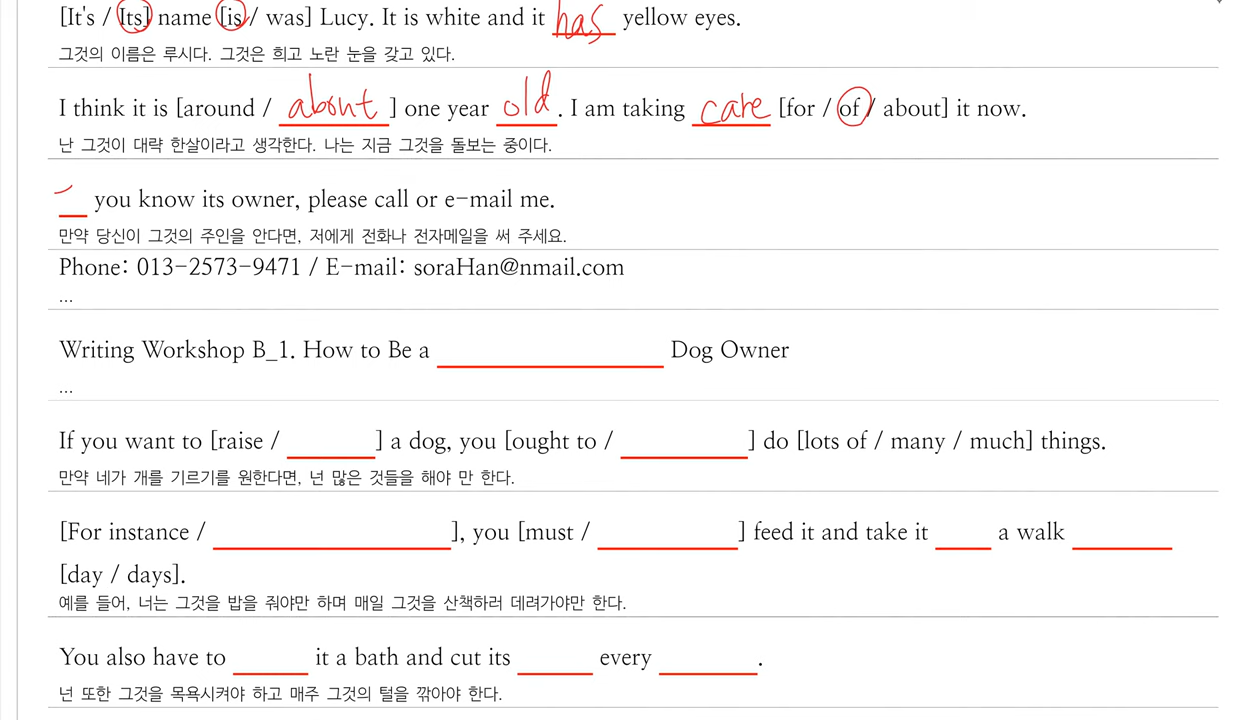 [It's / Its] name [is / was] Lucy. It is white and it has yellow eyes.
그것의 이름은 루시다. 그것은 희고 노란 눈을 갖고 있다.
I think it is [around / about ] one year old. I am taking care [for / of / about] it now.
난 그것이 대략 한살이라고 생각한다. 나는 지금 그것을 돌보는 중이다.
you know its owner, please call or e-mail me.
만약 당신이 그것의 주인을 안다면, 저에게 전화나 전자메일을 써 주세요.
Phone: 013-2573-9471 / E-mail: soraHan@nmail.com
...
Writing Workshop B_1. How to Be a ____ Dog Owner
...
If you want to [raise / ____ ] a dog, you [ought to / ____ ] do [lots of / many / much] things.
만약 네가 개를 기르기를 원한다면, 넌 많은 것들을 해야 만 한다.
[For instance / ____ ], you [must / ____ ] feed it and take it ____ a walk ____
[day / days].
예를 들어, 너는 그것을 밥을 줘야만 하며 매일 그것을 산책하러 데려가야만 한다.
You also have to ____ it a bath and cut its ____ every ____ .
넌 또한 그것을 목욕시켜야 하고 매주 그것의 털을 깎아야 한다.